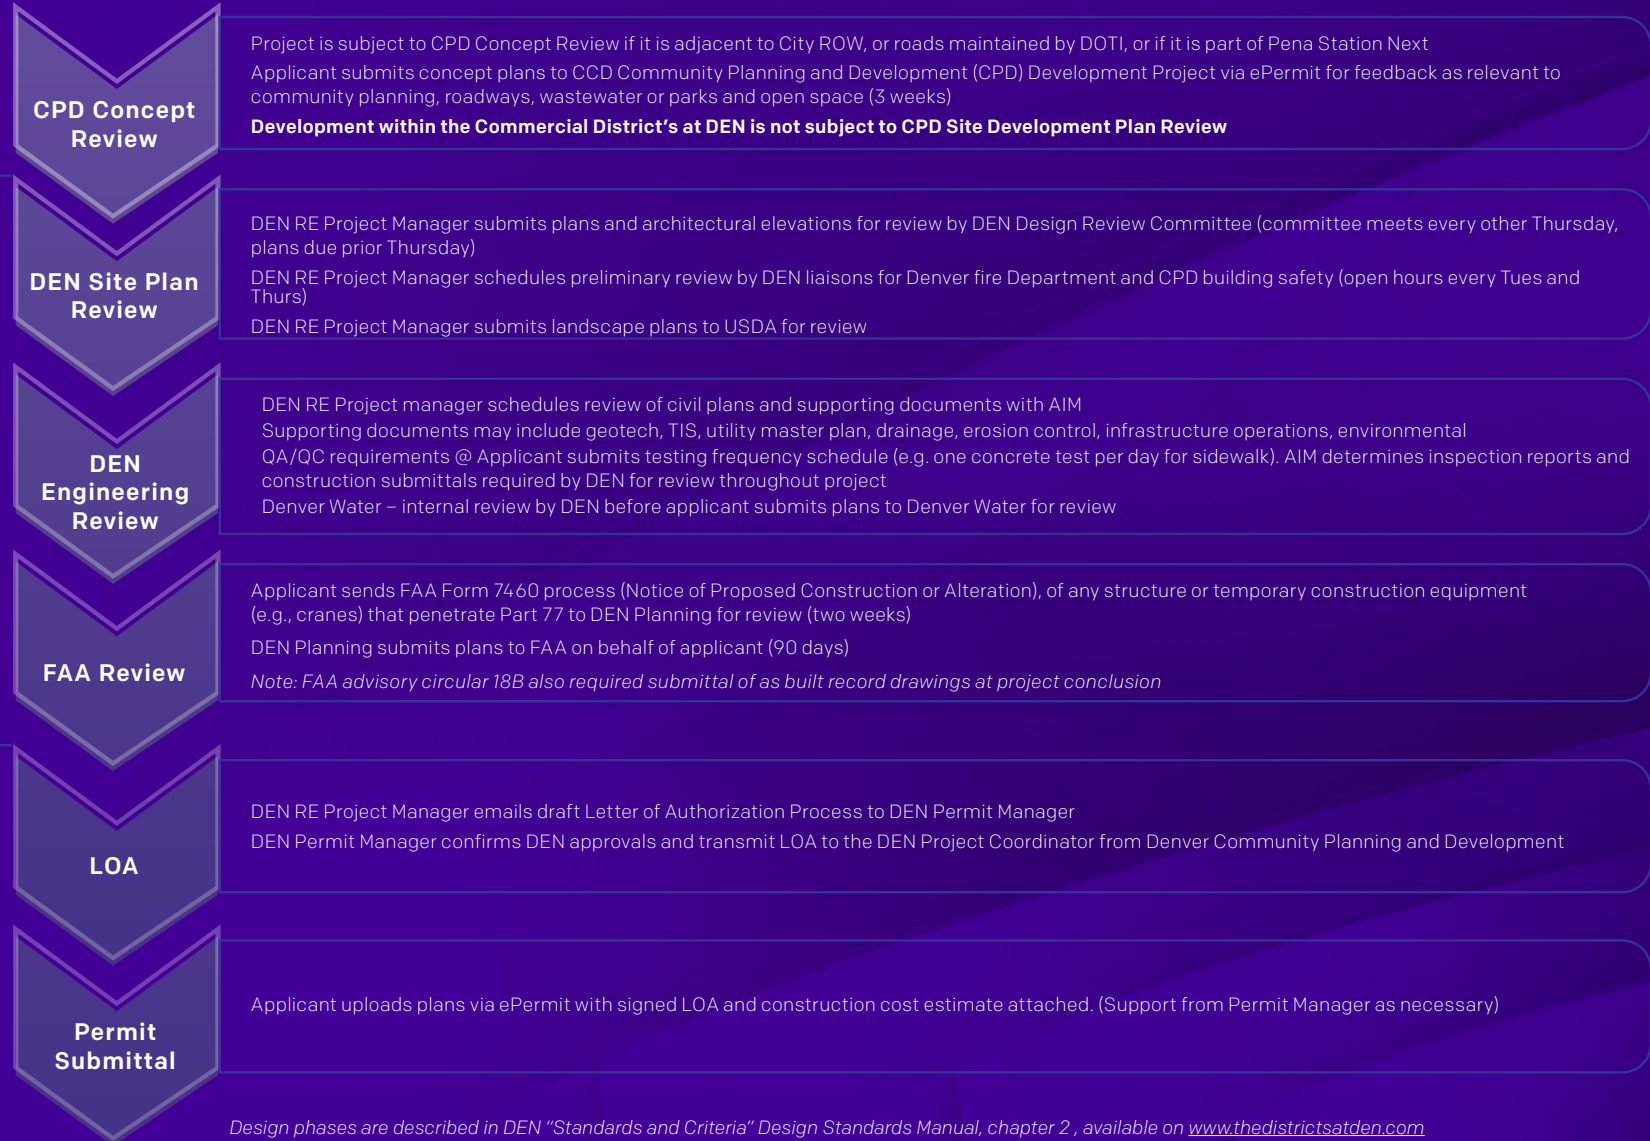 CPD Concept
Review
Project is subject to CPD Concept Review if it is adjacent to City ROW, or roads maintained by DOTI, or if it is part of Pena Station Next
Applicant submits concept plans to CCD Community Planning and Development (CPD) Development Project via ePermit for feedback as relevant to
community planning, roadways, wastewater or parks and open space (3 weeks)
Development within the Commercial District's at DEN is not subject to CPD Site Development Plan Review
DEN Site Plan
Review
DEN RE Project Manager submits plans and architectural elevations for review by DEN Design Review Committee (committee meets every other Thursday,
plans due prior Thursday)
DEN RE Project Manager schedules preliminary review by DEN liaisons for Denver fire Department and CPD building safety (open hours every Tues and
Thurs)
DEN RE Project Manager submits landscape plans to USDA for review
DEN
Engineering
Review
DEN RE Project manager schedules review of civil plans and supporting documents with AIM
Supporting documents may include geotech, TIS, utility master plan, drainage, erosion control, infrastructure operations, environmental
QA/QC requirements @ Applicant submits testing frequency schedule (e.g. one concrete test per day for sidewalk). AIM determines inspection reports and
construction submittals required by DEN for review throughout project
Denver Water – internal review by DEN before applicant submits plans to Denver Water for review
FAA Review
Applicant sends FAA Form 7460 process (Notice of Proposed Construction or Alteration), of any structure or temporary construction equipment
(e.g., cranes) that penetrate Part 77 to DEN Planning for review (two weeks)
DEN Planning submits plans to FAA on behalf of applicant (90 days)
Note: FAA advisory circular 18B also required submittal of as built record drawings at project conclusion
LOA
DEN RE Project Manager emails draft Letter of Authorization Process to DEN Permit Manager
DEN Permit Manager confirms DEN approvals and transmit LOA to the DEN Project Coordinator from Denver Community Planning and Development
Permit
Submittal
Applicant uploads plans via ePermit with signed LOA and construction cost estimate attached. (Support from Permit Manager as necessary)
Design phases are described in DEN "Standards and Criteria" Design Standards Manual, chapter 2 , available on www.thedistrictsatden.com